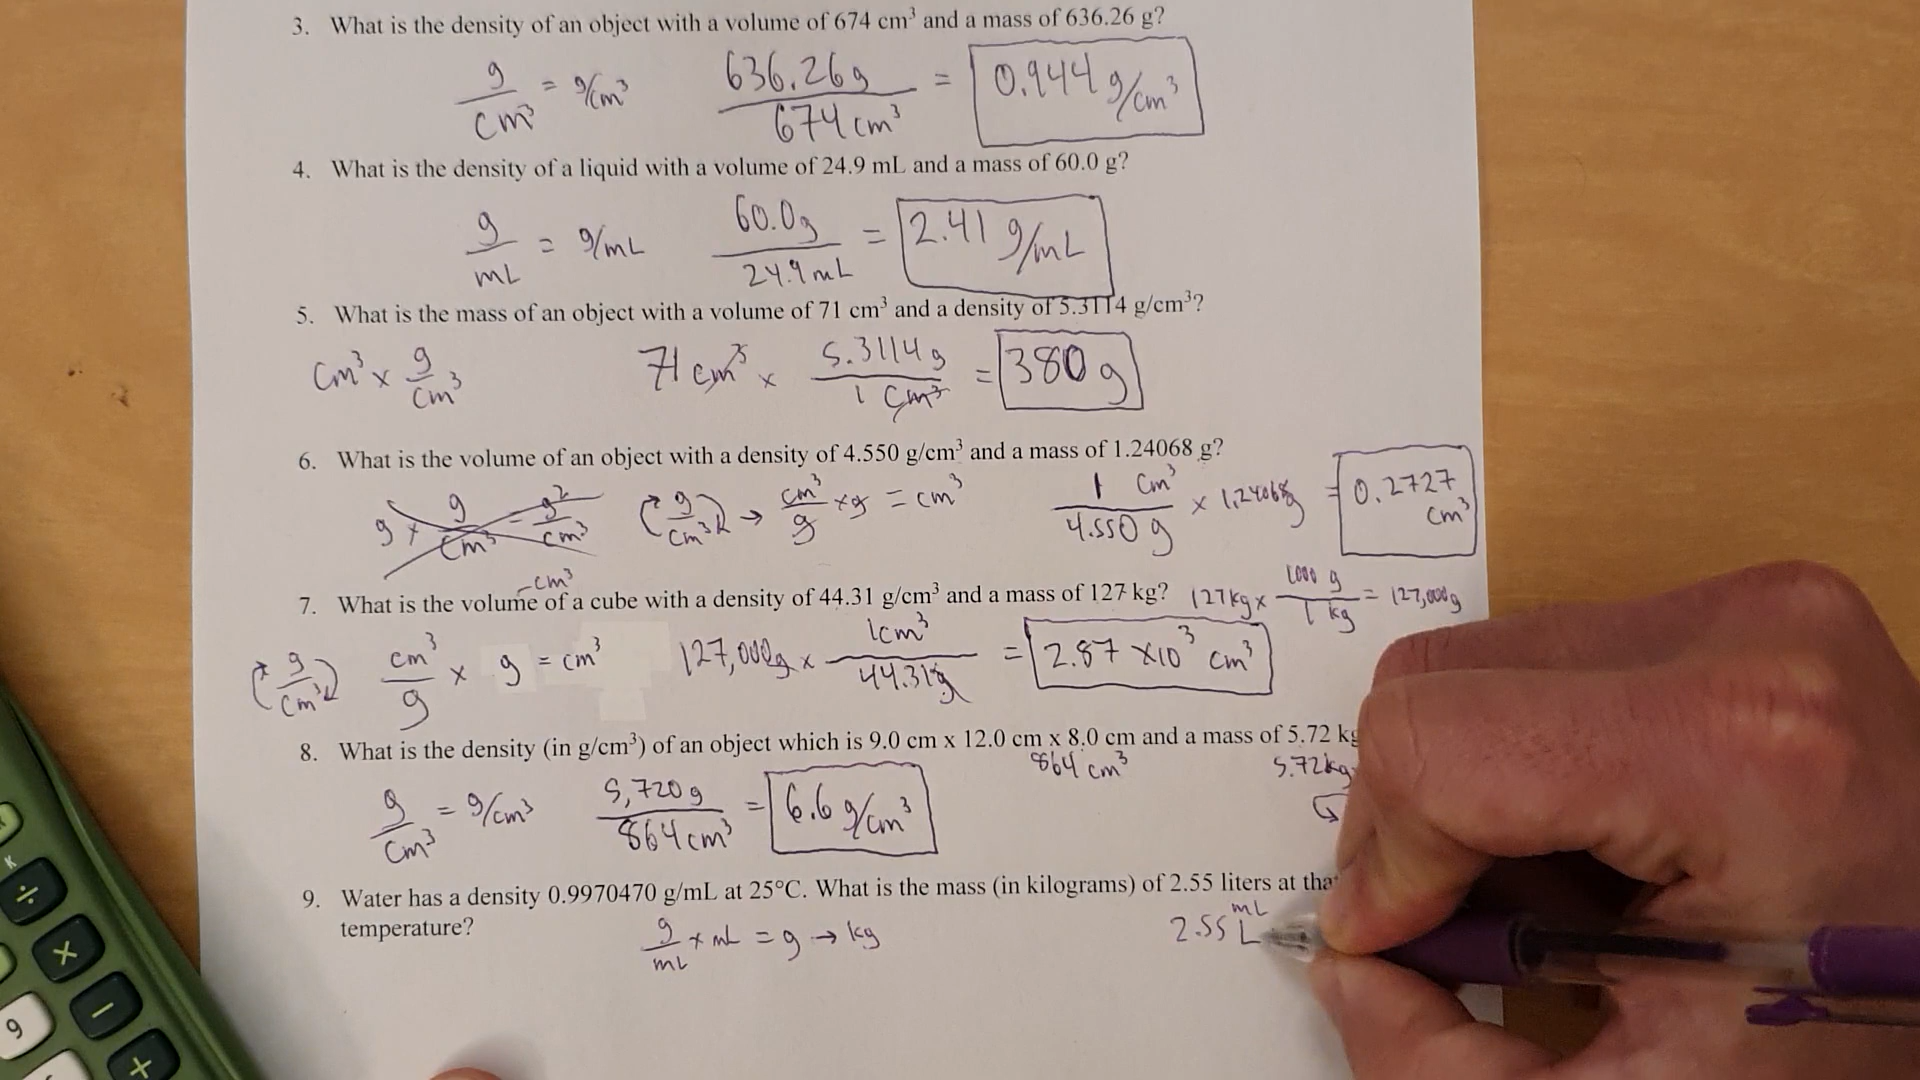 3. What is the density of an object with a volume of 674 cm³ and a mass of 636.26 g?
g/cm³ = g/cm³ 636.26g/674 cm³ = 0.944 g/cm³
4. What is the density of a liquid with a volume of 24.9 mL and a mass of 60.0 g?
g/mL = g/mL 60.0g/24.9 mL = 2.41 g/mL
5. What is the mass of an object with a volume of 71 cm³ and a density of 5.3114 g/cm³?
cm³ x g/cm³ 71 cm³ x 5.3114g/1 cm³ = 380 g
6. What is the volume of an object with a density of 4.550 g/cm³ and a mass of 1.24068 g?
g x g/cm³ = g²/cm³ (g/cm³) → cm³/g x g = cm³ 1 cm³/4.550 g x 1.24068g = 0.2727 cm³
-cm³
7. What is the volume of a cube with a density of 44.31 g/cm³ and a mass of 127 kg? 127kg x 1000 g/1 kg = 127,000g
(g/cm³) cm³/g x g = cm³ 127,000g x 1cm³/44.31g = 2.87 x10³ cm³
8. What is the density (in g/cm³) of an object which is 9.0 cm x 12.0 cm x 8.0 cm and a mass of 5.72 kg
864 cm³ 5.72kg
g/cm³ = g/cm³ 5,720g/864cm³ = 6.6 g/cm³
9. Water has a density 0.9970470 g/mL at 25°C. What is the mass (in kilograms) of 2.55 liters at
temperature? g/mL x mL = g → kg 2.55 L mL
K
÷
×
−
+
9